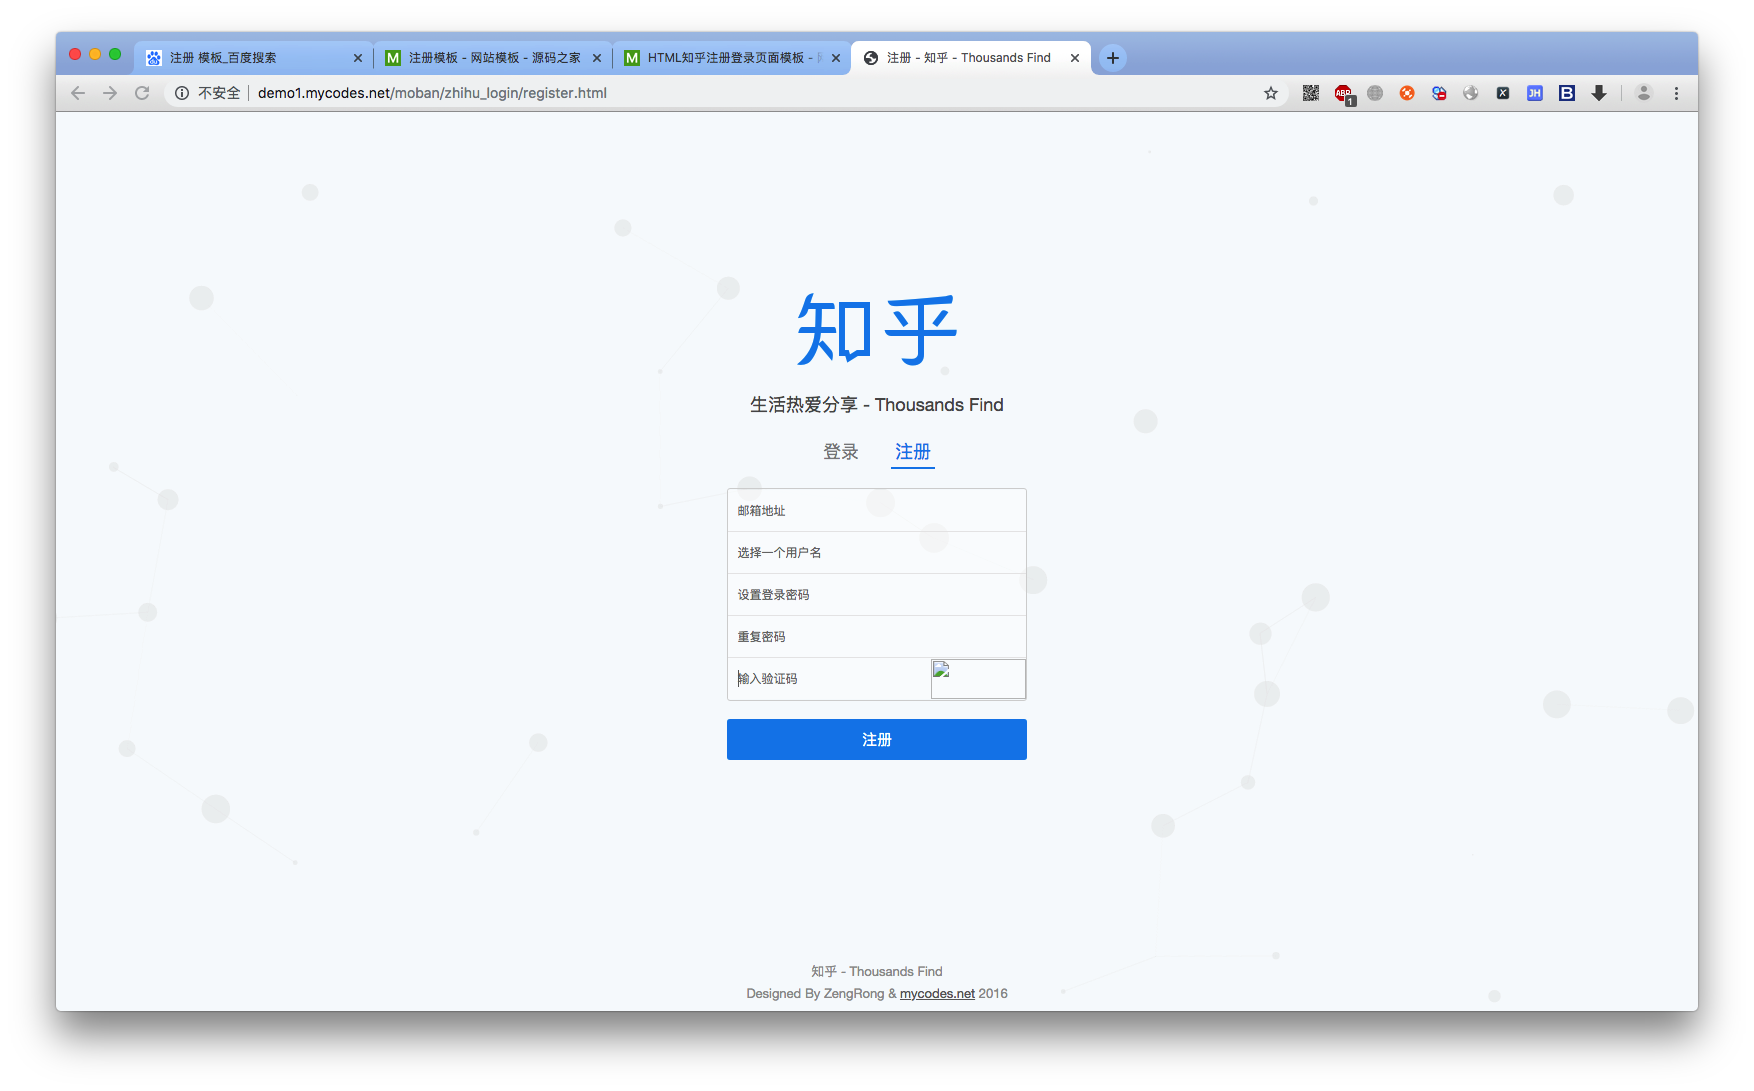 注册 模板_百度搜索
注册模板 - 网站模板 - 源码之家
HTML知乎注册登录页面模板 -
注册 - 知乎 - Thousands Find
不安全
demo1.mycodes.net/moban/zhihu_login/register.html
ABP
1
JH
B
知乎
生活热爱分享 - Thousands Find
登录
注册
邮箱地址
选择一个用户名
设置登录密码
重复密码
输入验证码
注册
知乎 - Thousands Find
Designed By ZengRong & mycodes.net 2016